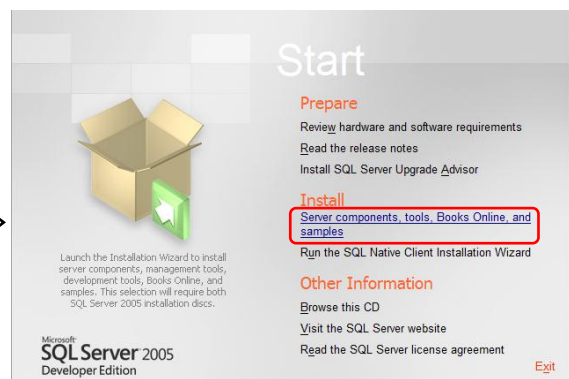 Start
Prepare
Review hardware and software requirements
Read the release notes
Install SQL Server Upgrade Advisor
Install
Server components, tools, Books Online, and
samples
Run the SQL Native Client Installation Wizard
Other Information
Browse this CD
Visit the SQL Server website
Read the SQL Server license agreement
Exit
Launch the Installation Wizard to install
server components, management tools,
development tools, Books Online, and
samples. This selection will require both
SQL Server 2005 installation discs.
Microsoft
SQL Server 2005
Developer Edition